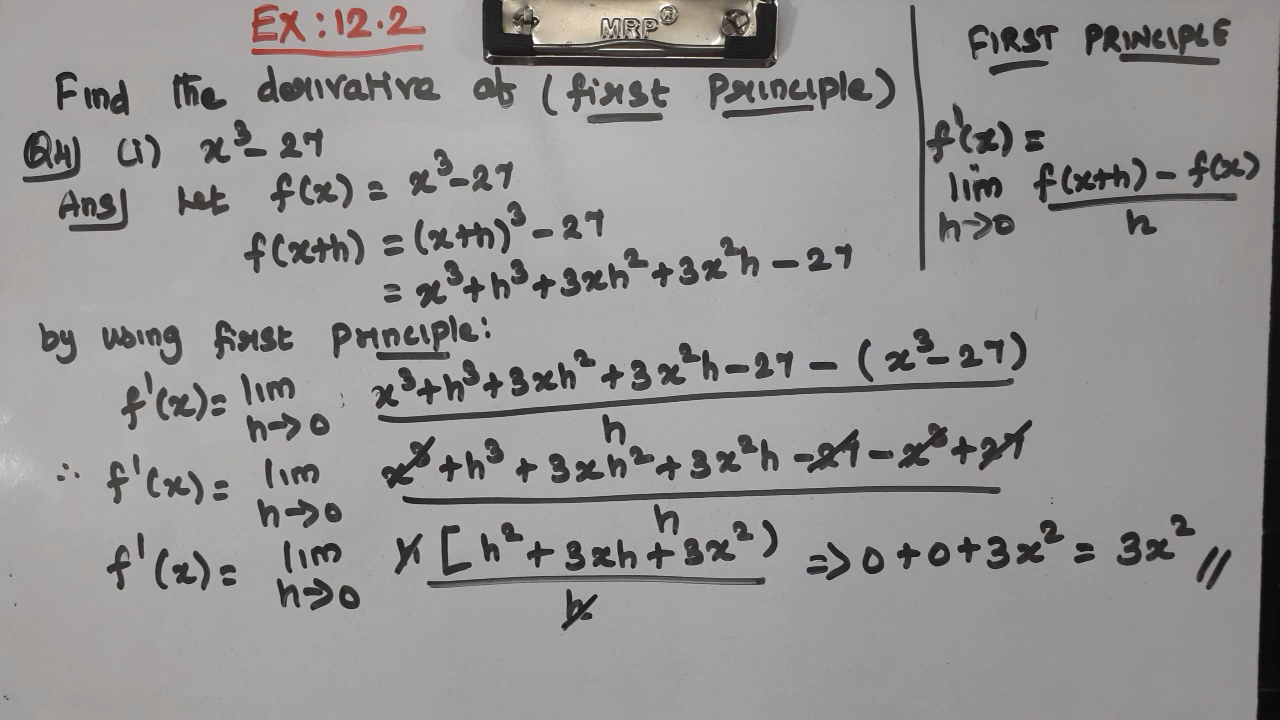 EX: 12.2
MRP®
FIRST PRINCIPLE
f'(x) =
lim f(x+h) - f(x)
h→0 h
Find the derivative of (first principle)
Q4) (i) x³ - 27
Ans) Let f(x) = x³ - 27
f(x+h) = (x+h)³ - 27
= x³ + h³ + 3xh² + 3x²h - 27
by using first principle:
f'(x) = lim x³ + h³ + 3xh² + 3x²h - 27 - (x³ - 27)
h→0 h
∴ f'(x) = lim x³ + h³ + 3xh² + 3x²h - 27 - x³ + 27
h→0 h
f'(x) = lim h [h² + 3xh + 3x²) ⇒ 0 + 0 + 3x² = 3x² //
h→0 h